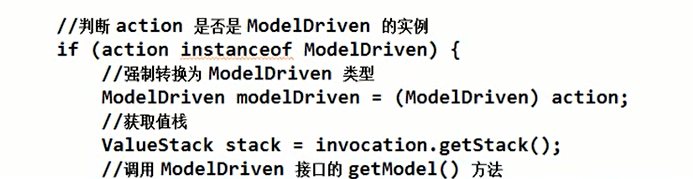 //判断 action 是否是 ModelDriven 的实例
if (action instanceof ModelDriven) {
//强制转换为 ModelDriven 类型
ModelDriven modelDriven = (ModelDriven) action;
//获取值栈
ValueStack stack = invocation.getStack();
//调用 ModelDriven 接口的 getModel() 方法